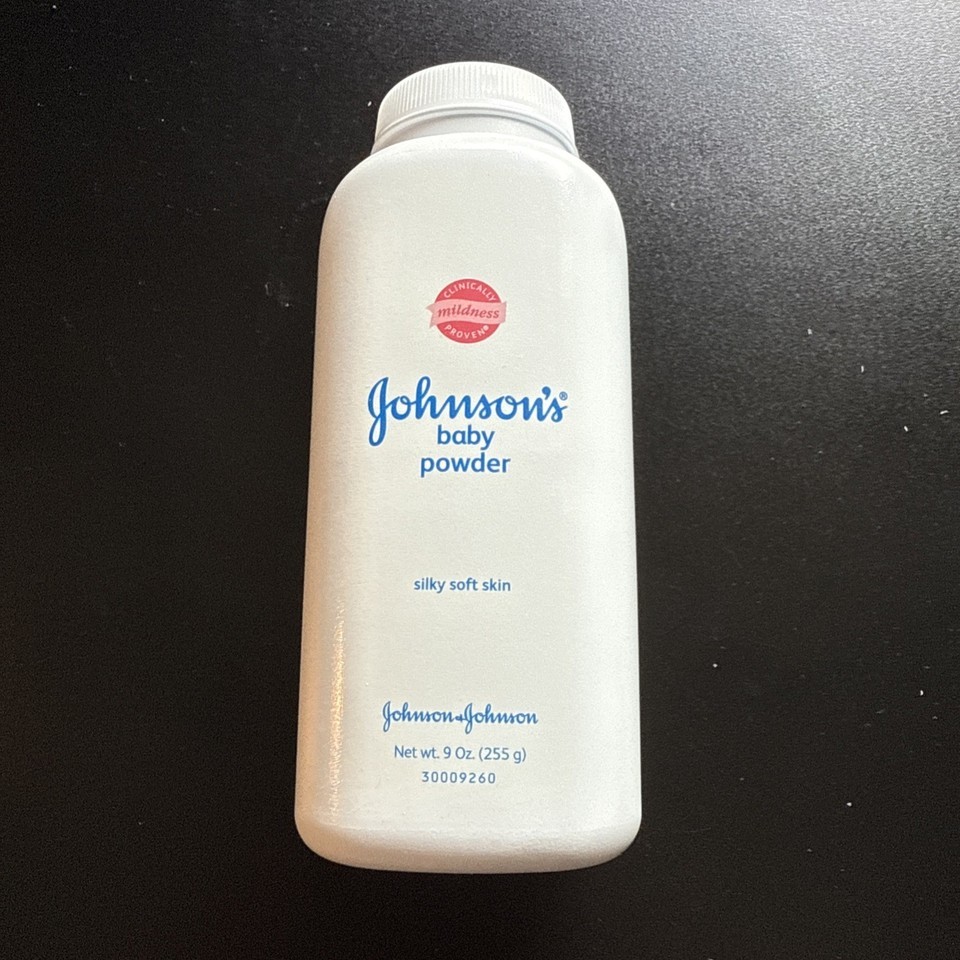 CLINICALLY
mildness
PROVEN®
Johnson's®
baby
powder
silky soft skin
Johnson+Johnson
Net wt. 9 Oz. (255 g)
30009260